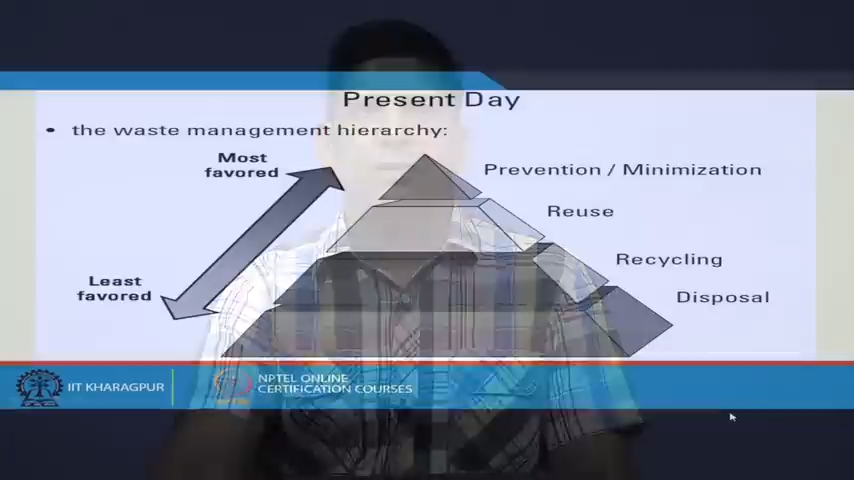 Present Day
• the waste management hierarchy:
Most
favored
Prevention / Minimization
Reuse
Recycling
Least
favored
Disposal
IIT KHARAGPUR
NPTEL ONLINE
CERTIFICATION COURSES